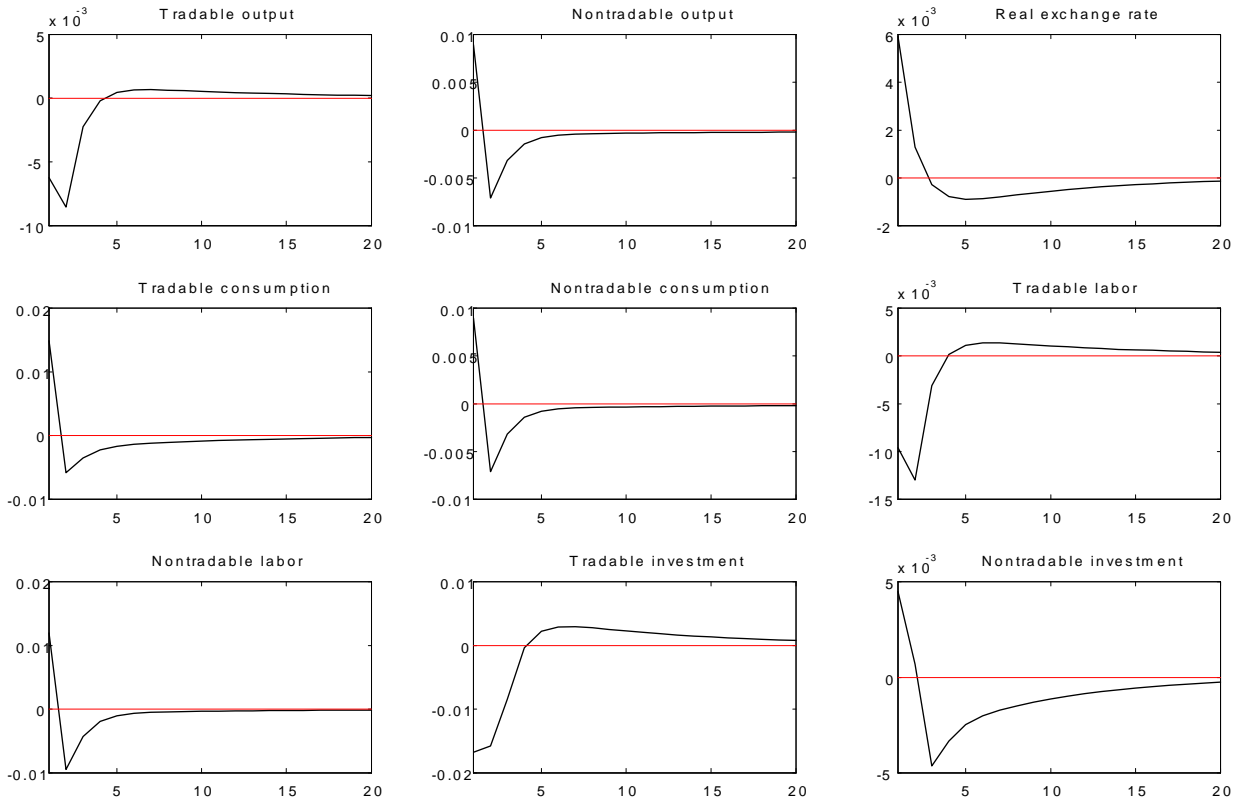 Tradable output
x 10^-3
5
0
-5
-10
5 10 15 20
Nontradable output
0.01
0.005
0
-0.005
-0.01
5 10 15 20
Real exchange rate
x 10^-3
6
4
2
0
-2
5 10 15 20
Tradable consumption
0.02
0.01
0
-0.01
5 10 15 20
Nontradable consumption
0.01
0.005
0
-0.005
-0.01
5 10 15 20
Tradable labor
x 10^-3
5
0
-5
-10
-15
5 10 15 20
Nontradable labor
0.02
0.01
0
-0.01
5 10 15 20
Tradable investment
0.01
0
-0.01
-0.02
5 10 15 20
Nontradable investment
x 10^-3
5
0
-5
5 10 15 20